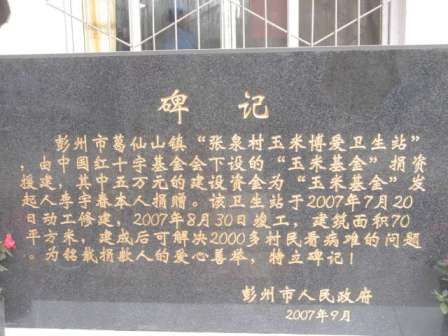 碑 记
彭州市葛仙山镇“张泉村玉米博爱卫生站”
，由中国红十字基金会下设的“玉米基金”捐资
援建，其中五万元的建设资金为“玉米基金”发
起人李宇春本人捐赠。该卫生站于2007年7月20
日动工修建，2007年8月30日竣工，建筑面积70
平方米，建成后可解决2000多村民看病难的问题
。为铭载捐款人的爱心善举，特立碑记！
彭州市人民政府
2007年9月